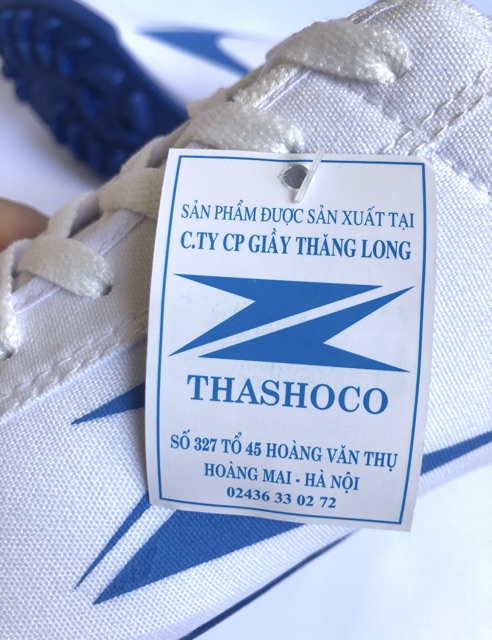 SẢN PHẨM ĐƯỢC SẢN XUẤT TẠI
C.TY CP GIẦY THĂNG LONG
THASHOCO
SỐ 327 TỔ 45 HOÀNG VĂN THỤ
HOÀNG MAI - HÀ NỘI
02436 33 02 72